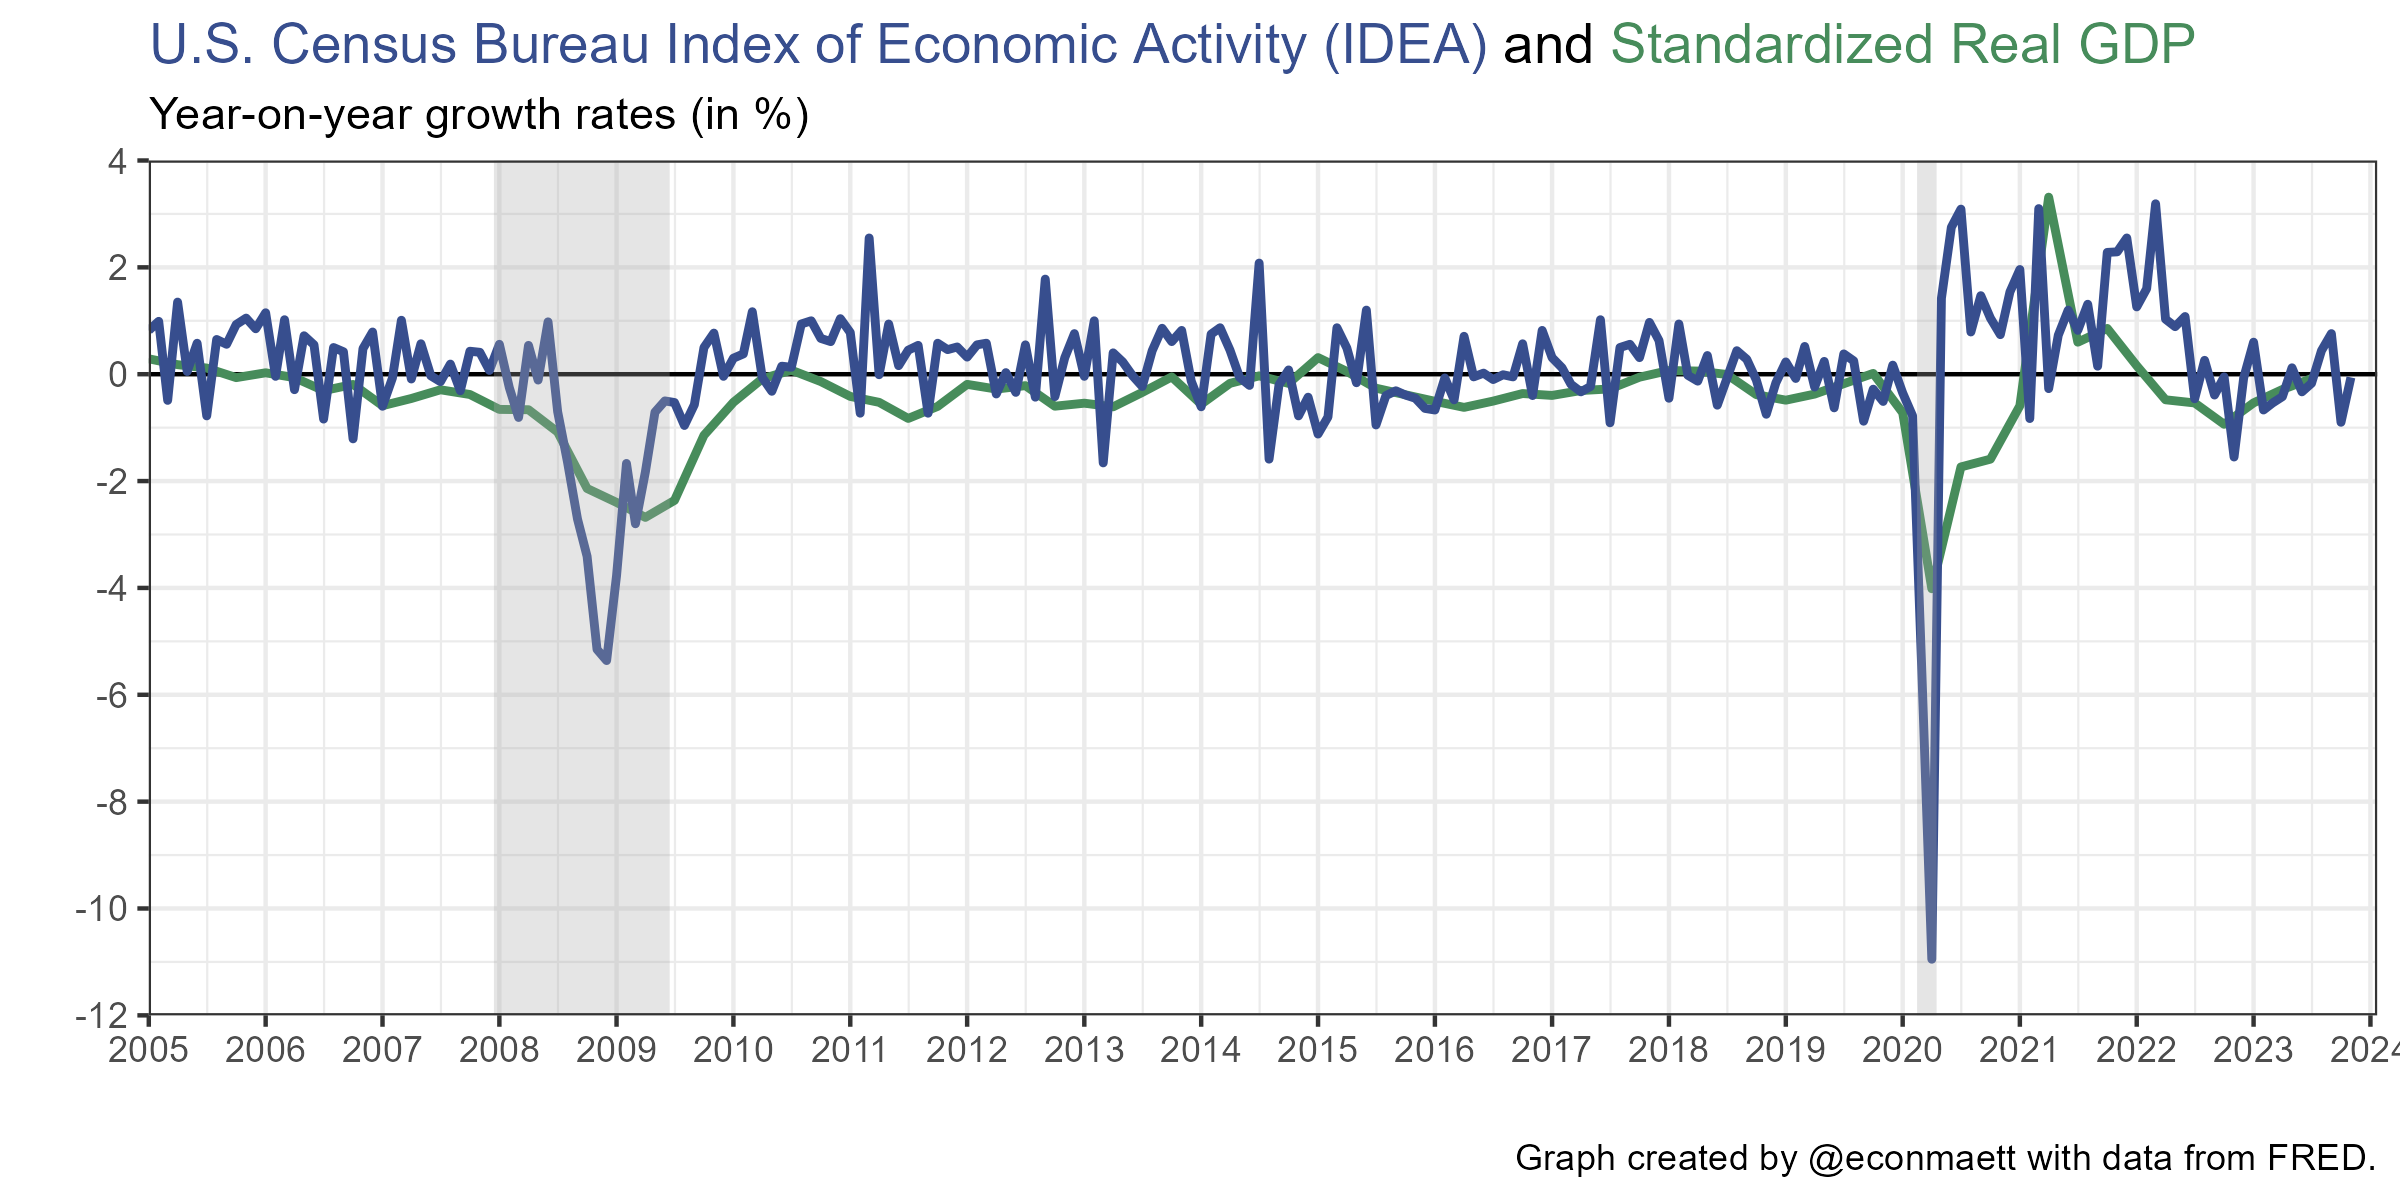 U.S. Census Bureau Index of Economic Activity (IDEA) and Standardized Real GDP
Year-on-year growth rates (in %)
4
2
0
-2
-4
-6
-8
-10
-12
2005 2006 2007 2008 2009 2010 2011 2012 2013 2014 2015 2016 2017 2018 2019 2020 2021 2022 2023 2024
Graph created by @econmaett with data from FRED.